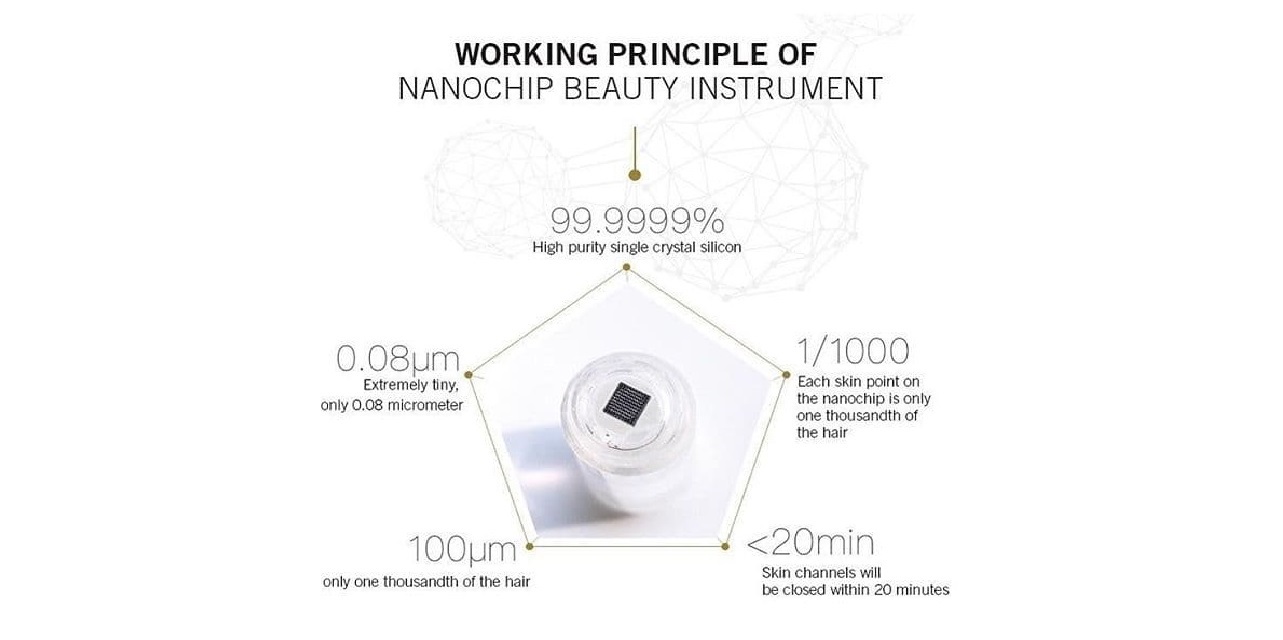 WORKING PRINCIPLE OF
NANOCHIP BEAUTY INSTRUMENT
99.9999%
High purity single crystal silicon
0.08µm
Extremely tiny,
only 0.08 micrometer
1/1000
Each skin point on
the nanochip is only
one thousandth of
the hair
100µm
only one thousandth of the hair
<20min
Skin channels will
be closed within 20 minutes